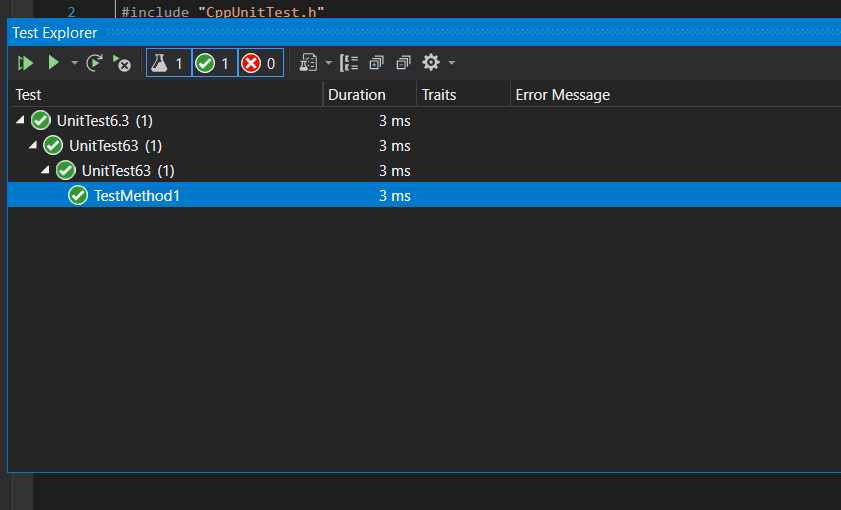 2 #include "CppUnitTest.h"
Test Explorer
1 1 0
Test Duration Traits Error Message
UnitTest6.3 (1) 3 ms
UnitTest63 (1) 3 ms
UnitTest63 (1) 3 ms
TestMethod1 3 ms